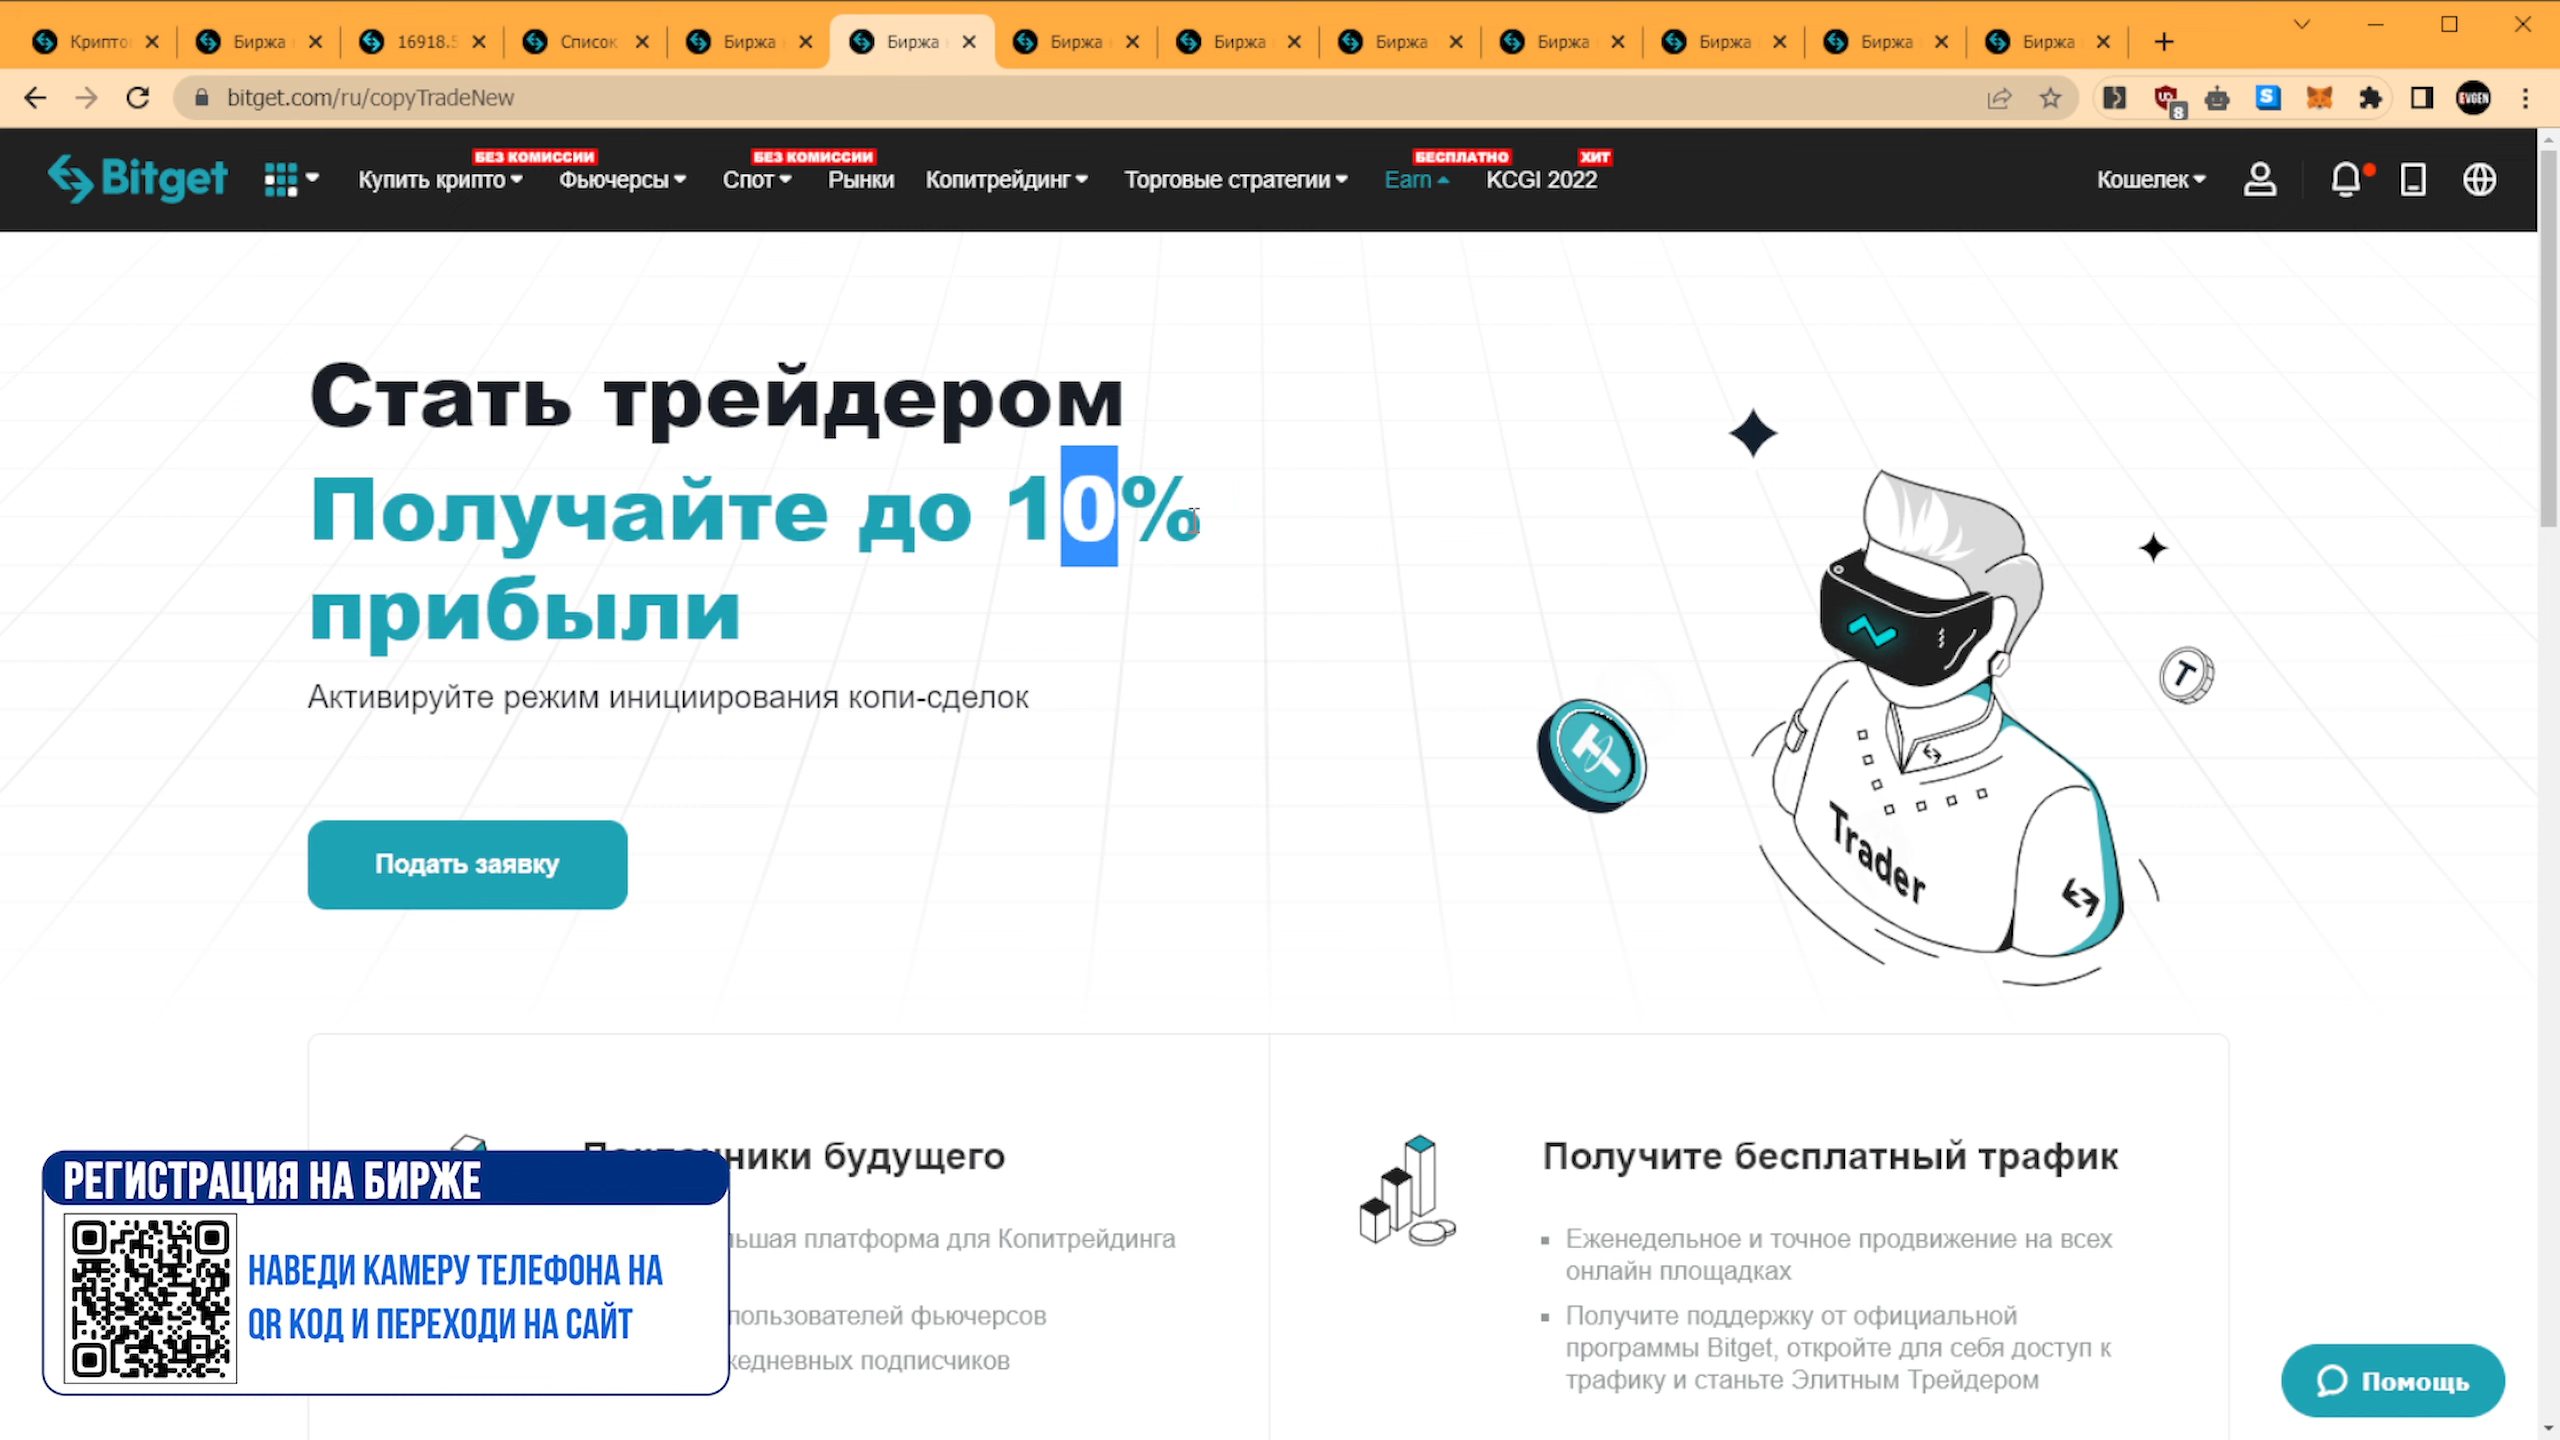 Крипто
Биржа
16918.5
Список
Биржа
Биржа
Биржа
Биржа
Биржа
Биржа
Биржа
Биржа
Биржа
bitget.com/ru/copyTradeNew
8
EVGEN
Bitget
Купить крипто
БЕЗ КОМИССИИ
Фьючерсы
Спот
БЕЗ КОМИССИИ
Рынки
Копитрейдинг
Торговые стратегии
Earn
БЕСПЛАТНО
KCGI 2022
ХИТ
Кошелек
Стать трейдером
Получайте до 10%
прибыли
Активируйте режим инициирования копи-сделок
Подать заявку
Trader
будущего
платформа для Копитрейдинга
пользователей фьючерсов
подписчиков
Получите бесплатный трафик
Еженедельное и точное продвижение на всех
онлайн площадках
Получите поддержку от официальной
программы Bitget, откройте для себя доступ к
трафику и станьте Элитным Трейдером
РЕГИСТРАЦИЯ НА БИРЖЕ
НАВЕДИ КАМЕРУ ТЕЛЕФОНА НА
QR КОД И ПЕРЕХОДИ НА САЙТ
Помощь